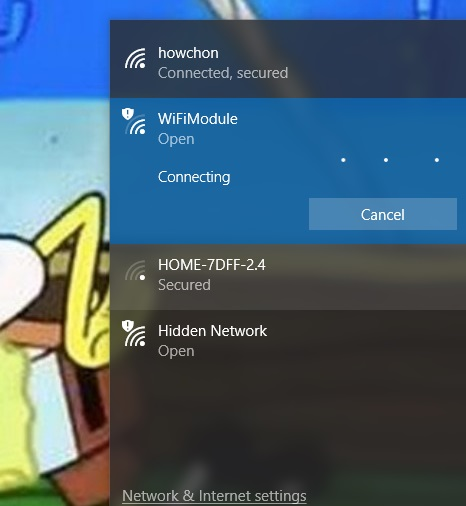 howchon
Connected, secured
WiFiModule
Open
Connecting
Cancel
HOME-7DFF-2.4
Secured
Hidden Network
Open
Network & Internet settings